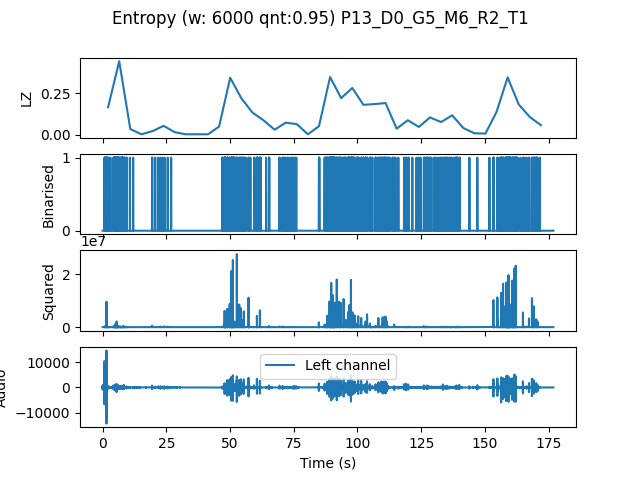 Entropy (w: 6000 qnt:0.95) P13_D0_G5_M6_R2_T1
LZ
0.25
0.00
Binarised
1
0
1e7
Squared
2
0
Audio
10000
0
−10000
Left channel
0 25 50 75 100 125 150 175
Time (s)